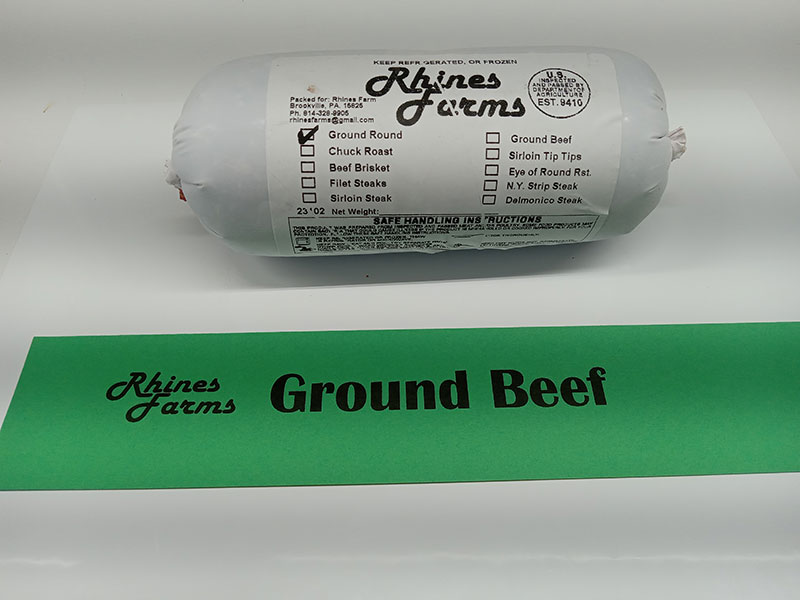 KEEP REFRIGERATED, OR FROZEN
Rhines
Farms
U.S.
INSPECTED
AND PASSED BY
DEPARTMENT OF
AGRICULTURE
EST. 9410
Packed for: Rhines Farm
Brookville, PA. 15825
Ph. 814-328-9905
rhinesfarms@gmail.com
Ground Round
Chuck Roast
Beef Brisket
Filet Steaks
Sirloin Steak
Ground Beef
Sirloin Tip Tips
Eye of Round Rst.
N.Y. Strip Steak
Delmonico Steak
Net Weight:
SAFE HANDLING INSTRUCTIONS
Rhines
Farms
Ground Beef